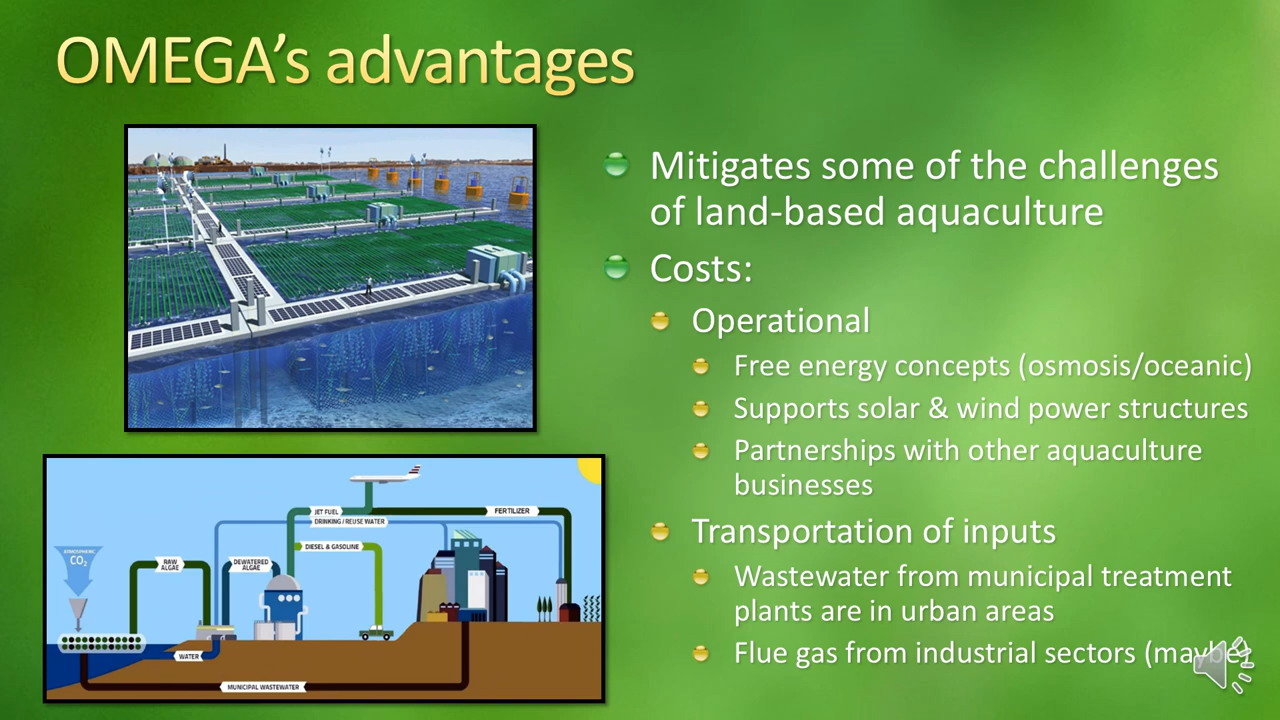 OMEGA's advantages
Mitigates some of the challenges
of land-based aquaculture
Costs:
Operational
Free energy concepts (osmosis/oceanic)
Supports solar & wind power structures
Partnerships with other aquaculture
businesses
Transportation of inputs
Wastewater from municipal treatment
plants are in urban areas
Flue gas from industrial sectors (maybe)
JET FUEL
FERTILIZER
DRINKING / REUSE WATER
DIESEL & GASOLINE
ATMOSPHERIC
CO₂
RAW
ALGAE
DEWATERED
ALGAE
WATER
MUNICIPAL WASTEWATER